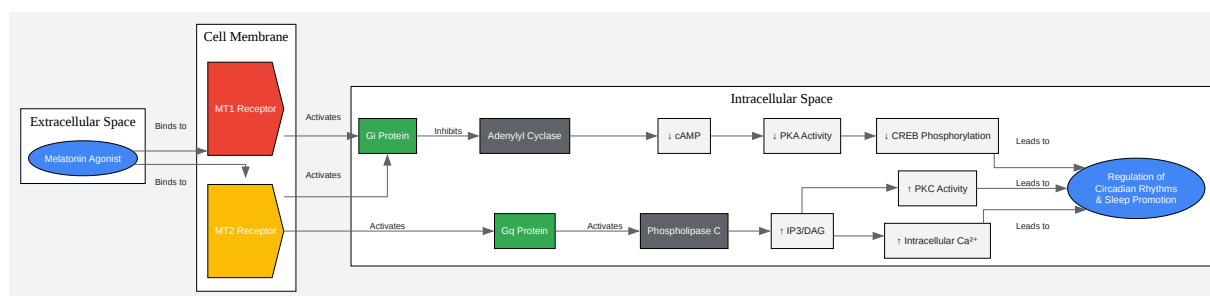 Cell Membrane
Extracellular Space
Melatonin Agonist
Binds to
Binds to
MT1 Receptor
MT2 Receptor
Activates
Activates
Activates
Intracellular Space
Gi Protein
Inhibits
Adenylyl Cyclase
↓ cAMP
↓ PKA Activity
↓ CREB Phosphorylation
Leads to
Gq Protein
Activates
Phospholipase C
↑ IP3/DAG
↑ PKC Activity
Leads to
↑ Intracellular Ca²⁺
Leads to
Regulation of
Circadian Rhythms
& Sleep Promotion